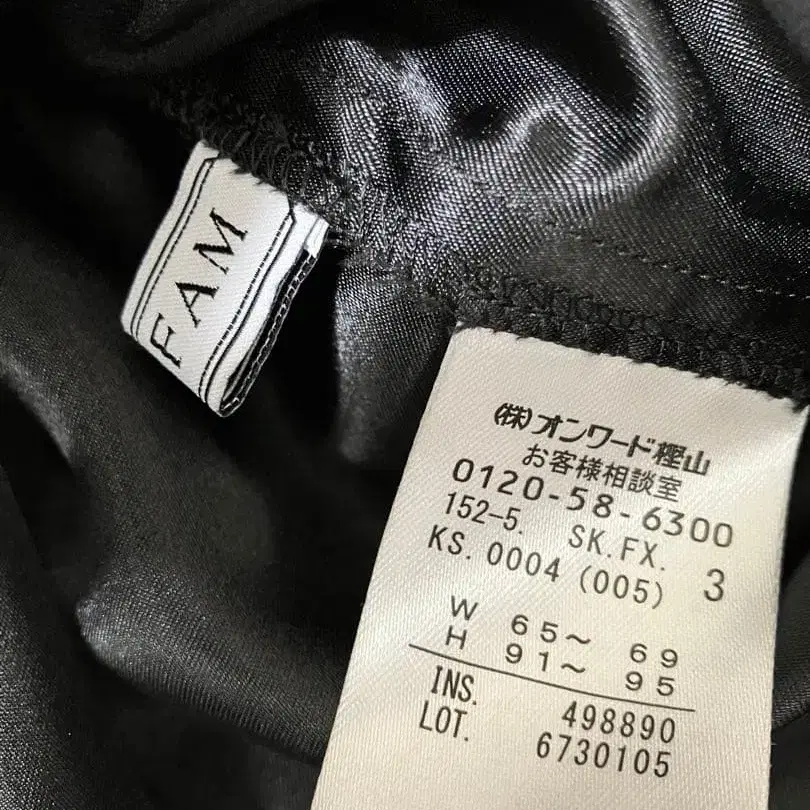 FAM
(株)オンワード樫山
お客様相談室
0120-58-6300
152-5. SK.FX.
KS.0004 (005) 3
W 65～ 69
H 91～ 95
INS. 498890
LOT. 6730105